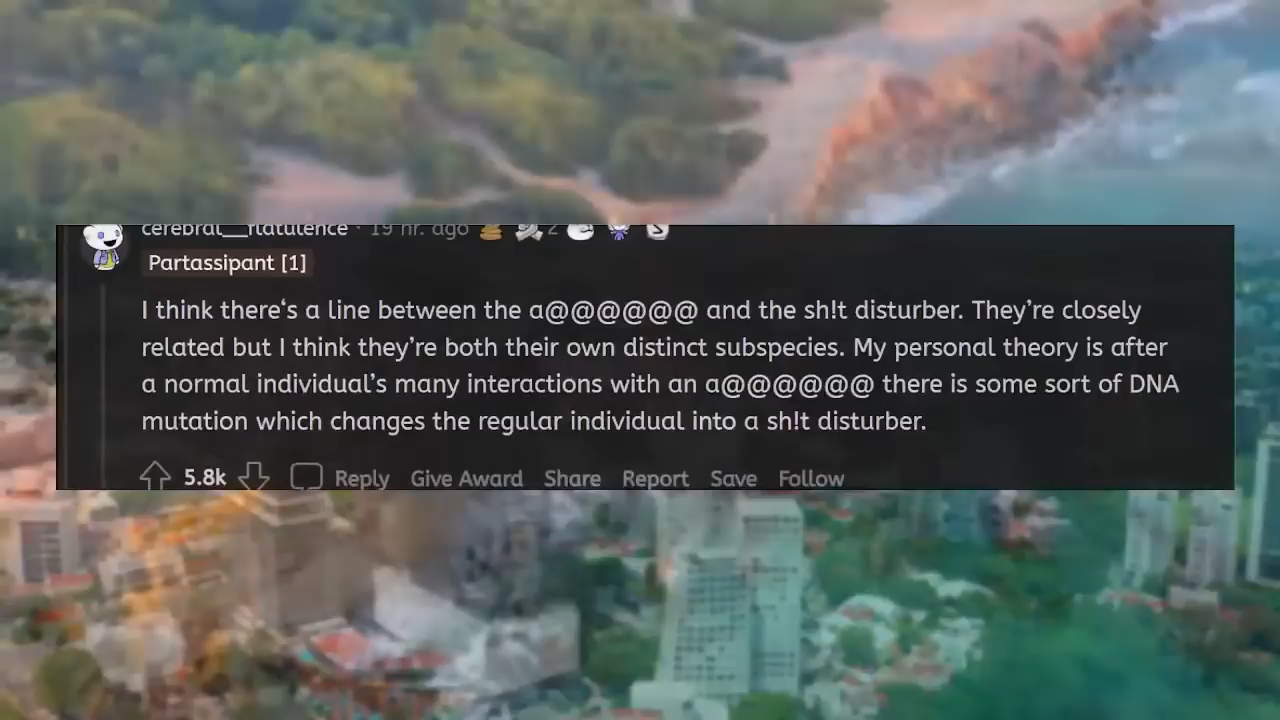 cerebral__flatulence · 19 hr. ago 2 S
Partassipant [1]
I think there‘s a line between the a@@@@@@ and the sh!t disturber. They’re closely
related but I think they’re both their own distinct subspecies. My personal theory is after
a normal individual’s many interactions with an a@@@@@@ there is some sort of DNA
mutation which changes the regular individual into a sh!t disturber.
5.8k Reply Give Award Share Report Save Follow